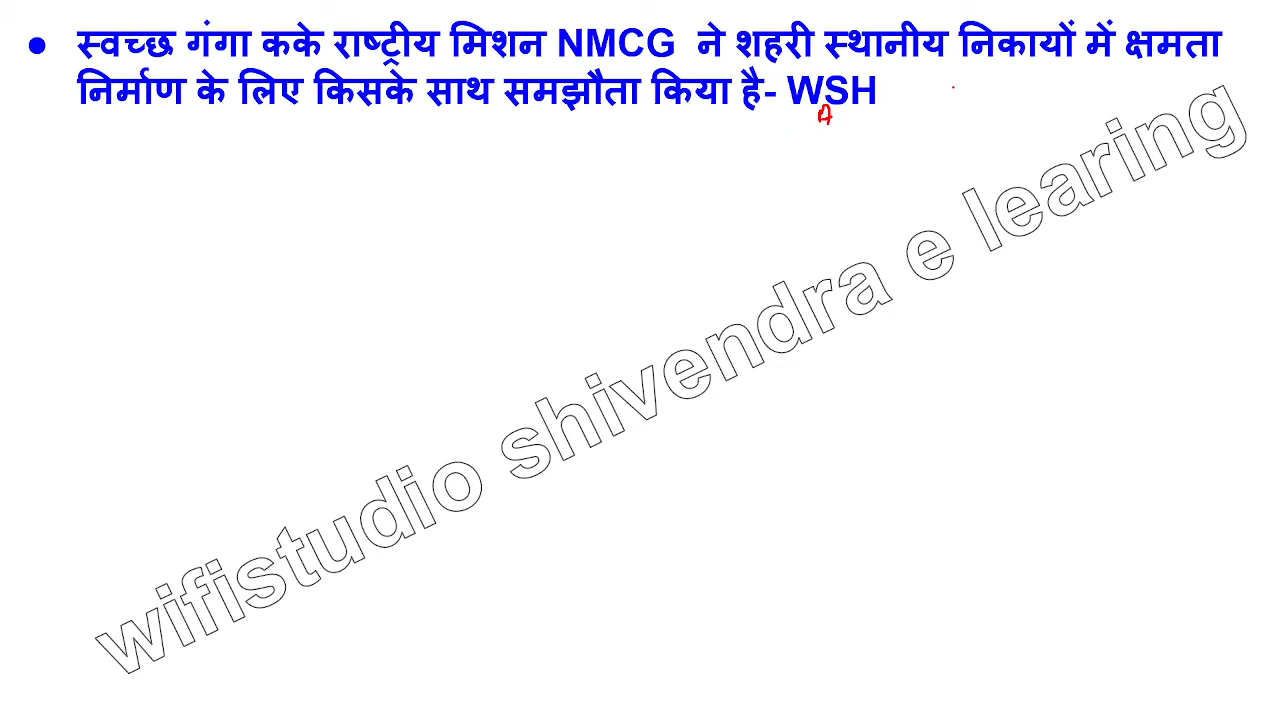 ● स्वच्छ गंगा कके राष्ट्रीय मिशन NMCG ने शहरी स्थानीय निकायों में क्षमता
निर्माण के लिए किसके साथ समझौता किया है- WSH
A
wifistudio shivendra e learing